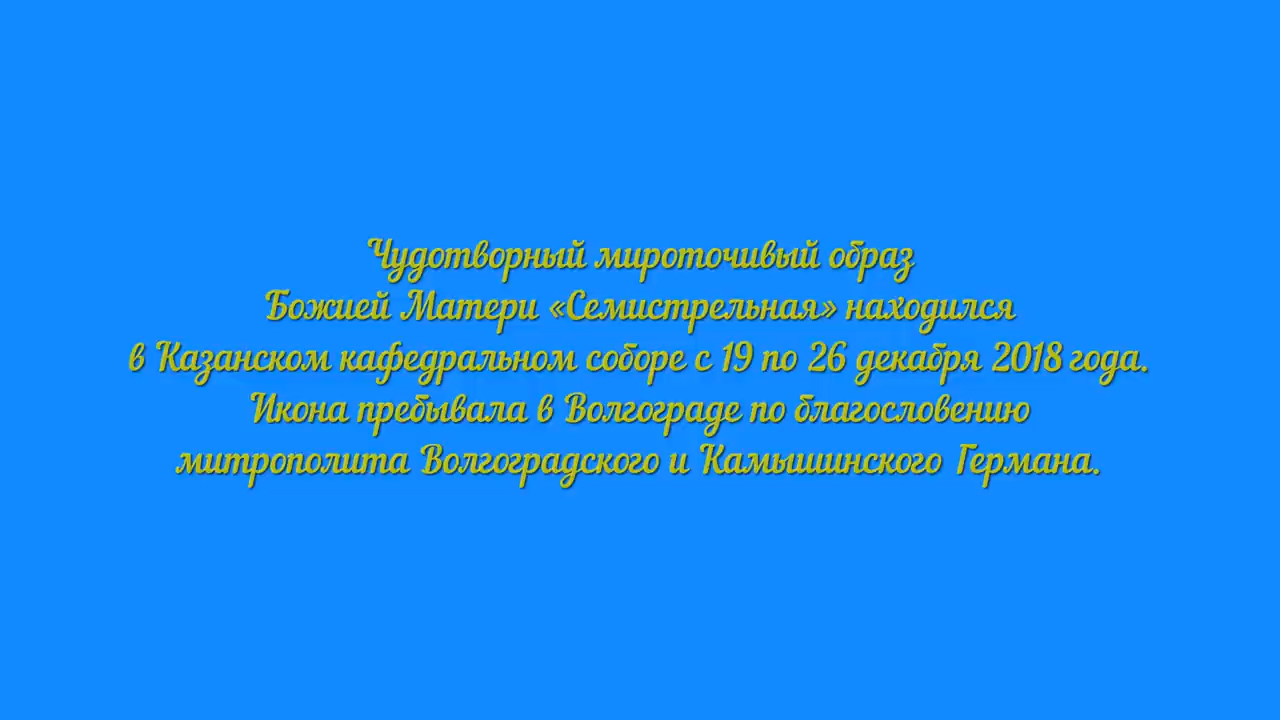 Чудотворный мироточивый образ
Божией Матери «Семистрельная» находился
в Казанском кафедральном соборе с 19 по 26 декабря 2018 года.
Икона пребывала в Волгограде по благословению
митрополита Волгоградского и Камышинского Германа.